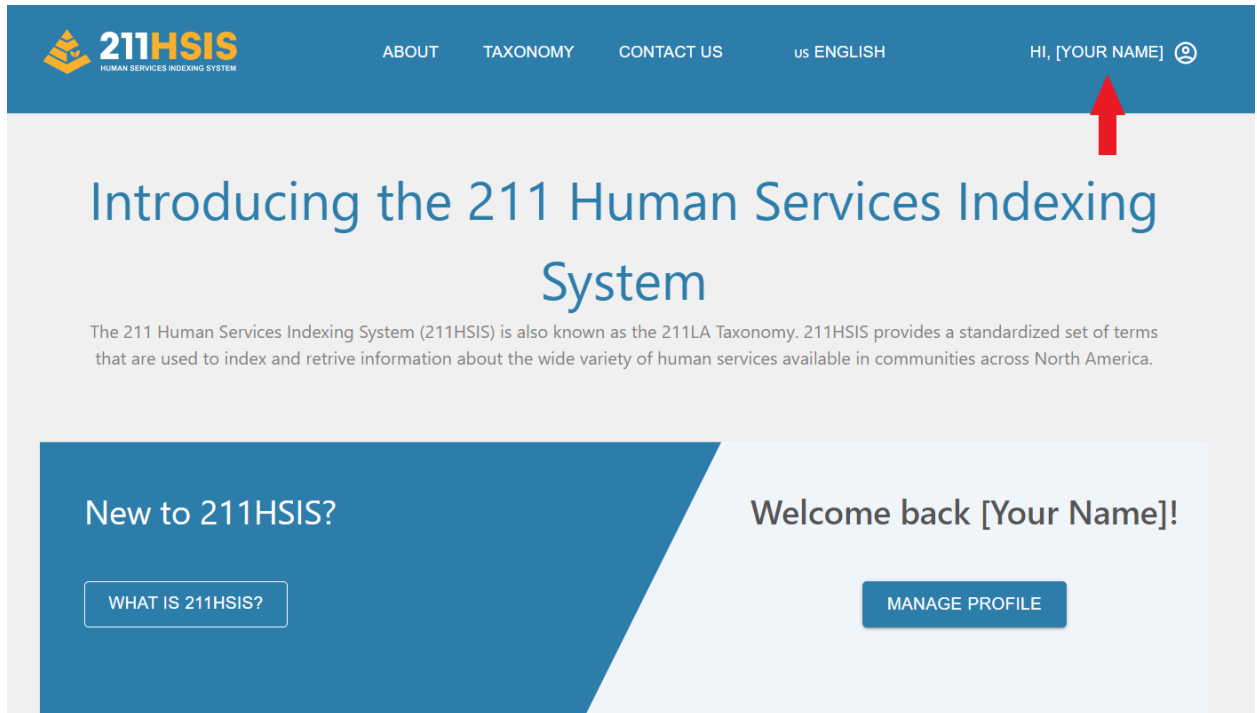 211HSIS
HUMAN SERVICES INDEXING SYSTEM
ABOUT
TAXONOMY
CONTACT US
us ENGLISH
HI, [YOUR NAME]
Introducing the 211 Human Services Indexing
System
The 211 Human Services Indexing System (211HSIS) is also known as the 211LA Taxonomy. 211HSIS provides a standardized set of terms
that are used to index and retrive information about the wide variety of human services available in communities across North America.
New to 211HSIS?
WHAT IS 211HSIS?
Welcome back [Your Name]!
MANAGE PROFILE